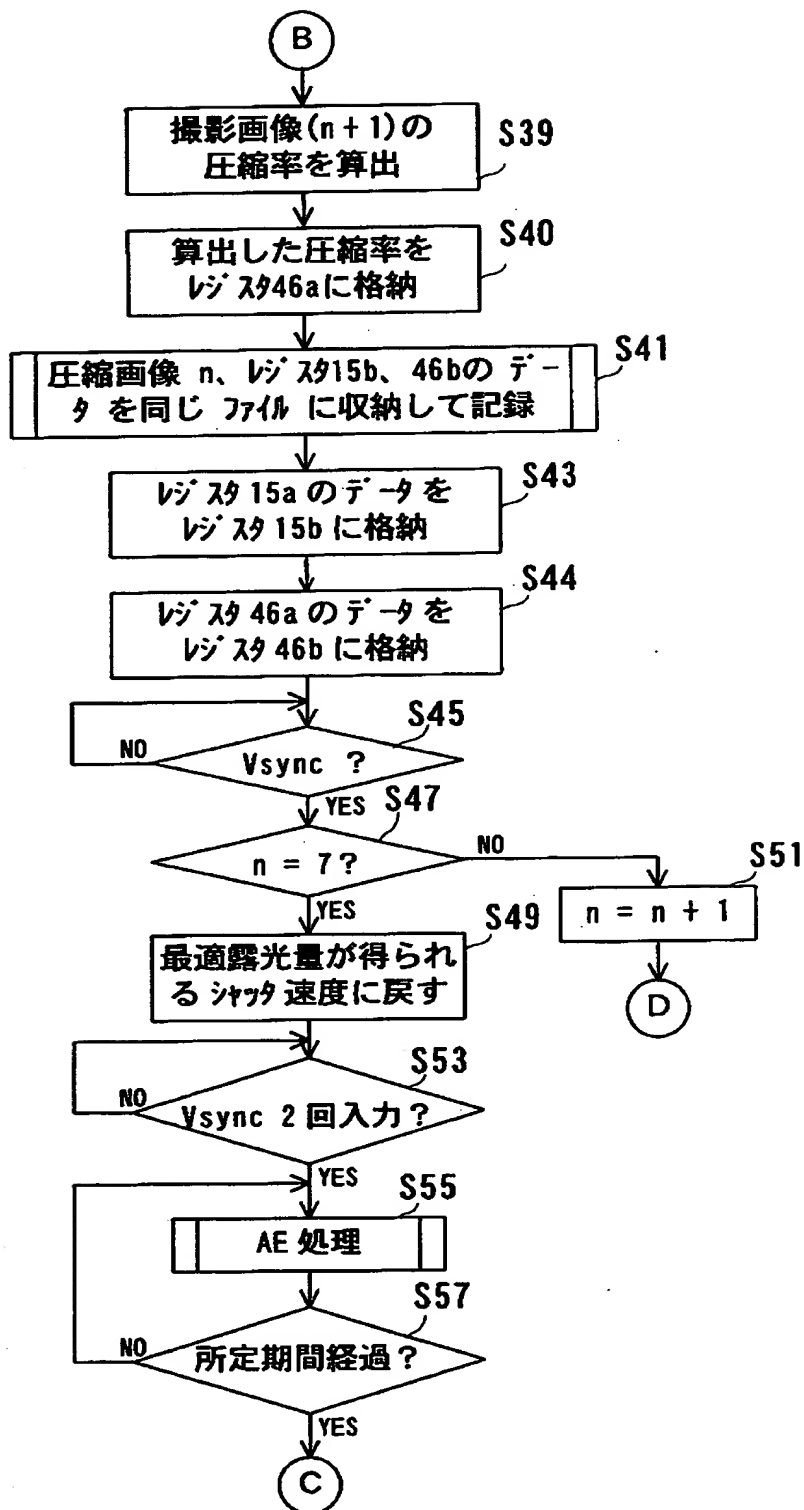 B
撮影画像(n+1)の
圧縮率を算出
S39
算出した圧縮率を
レジスタ46aに格納
S40
圧縮画像 n、レジスタ15b、46bの デー
タ を同じ ファイル に収納して記録
S41
レジスタ 15a のデータを
レジスタ 15b に格納
S43
レジスタ 46a のデータを
レジスタ 46b に格納
S44
S45
NO
Vsync ?
YES
S47
n = 7?
NO
S51
n = n + 1
D
YES
S49
最適露光量が得られ
る シャッタ 速度に戻す
S53
NO
Vsync 2 回入力?
YES
S55
AE 処理
S57
NO
所定期間経過?
YES
C